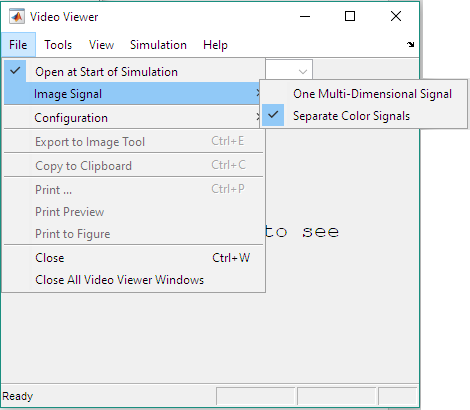 Video Viewer
File Tools View Simulation Help
Open at Start of Simulation
Image Signal
One Multi-Dimensional Signal
Separate Color Signals
Configuration
Export to Image Tool Ctrl+E
Copy to Clipboard Ctrl+C
Print ... Ctrl+P
Print Preview
Print to Figure
to see
Close Ctrl+W
Close All Video Viewer Windows
Ready